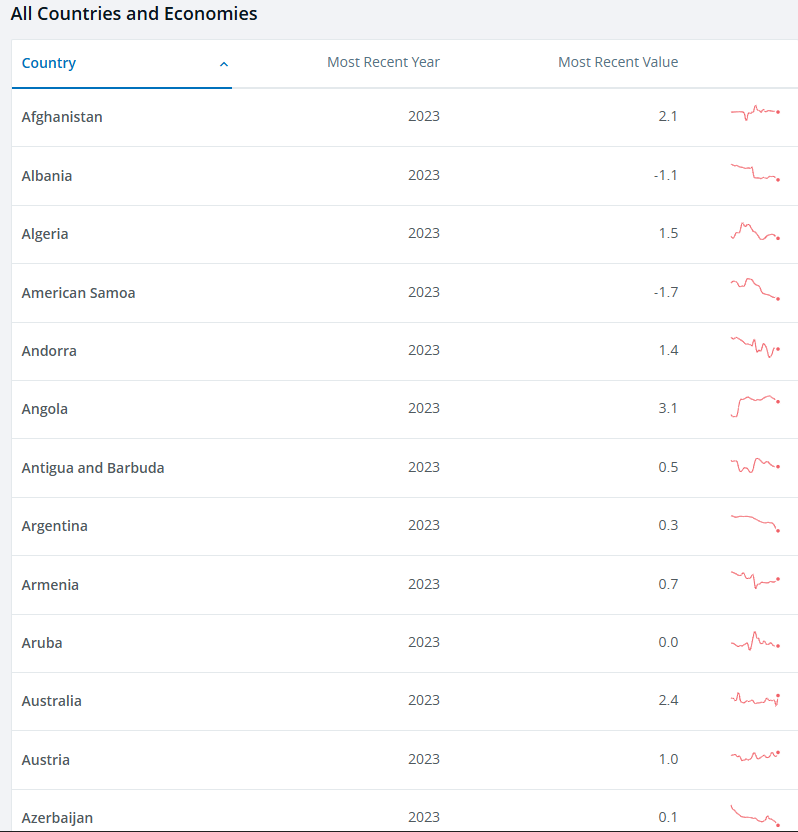 All Countries and Economies
Country Most Recent Year Most Recent Value
Afghanistan 2023 2.1
Albania 2023 -1.1
Algeria 2023 1.5
American Samoa 2023 -1.7
Andorra 2023 1.4
Angola 2023 3.1
Antigua and Barbuda 2023 0.5
Argentina 2023 0.3
Armenia 2023 0.7
Aruba 2023 0.0
Australia 2023 2.4
Austria 2023 1.0
Azerbaijan 2023 0.1